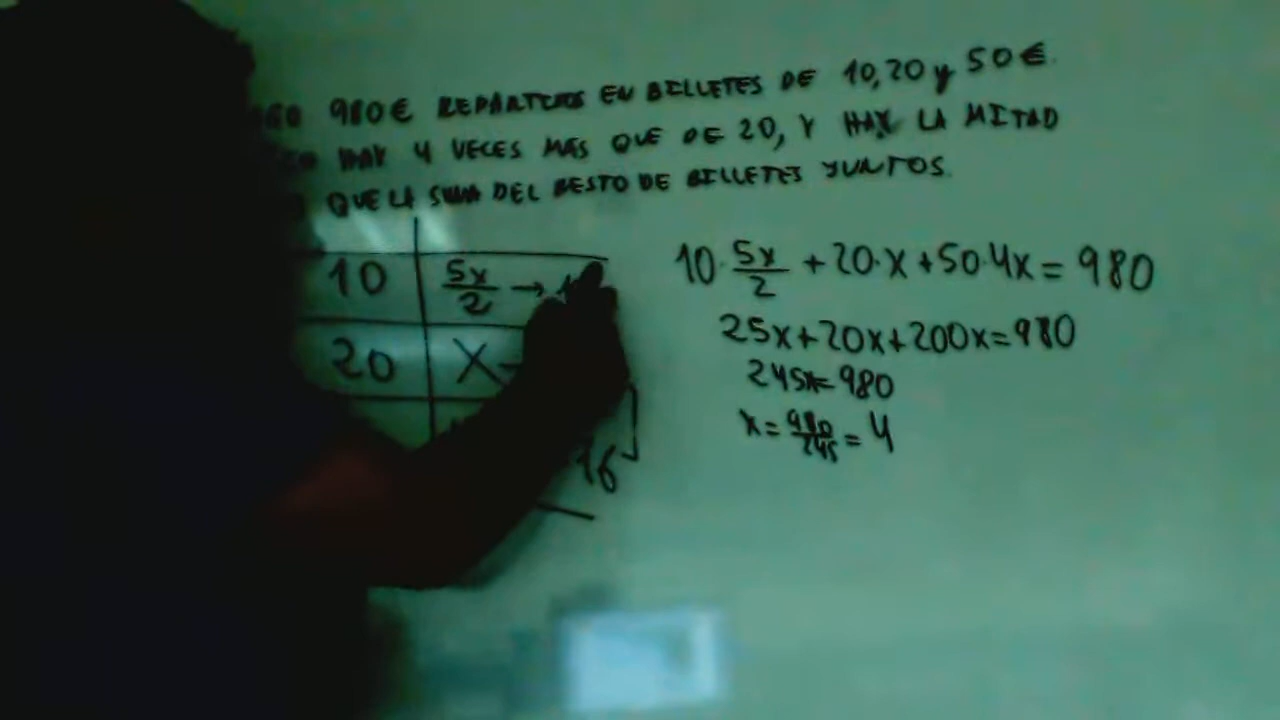 980€ REPARTIDOS EN BILLETES DE 10, 20 y 50€.
HAY 4 VECES MAS QUE DE 20, Y HAY LA MITAD
QUE LA SUMA DEL RESTO DE BILLETES JUNTOS.
10 5x/2 →
20 X
16
10·5x/2 + 20·x + 50·4x = 980
25x+20x+200x=980
245x=980
x = 980/245 = 4